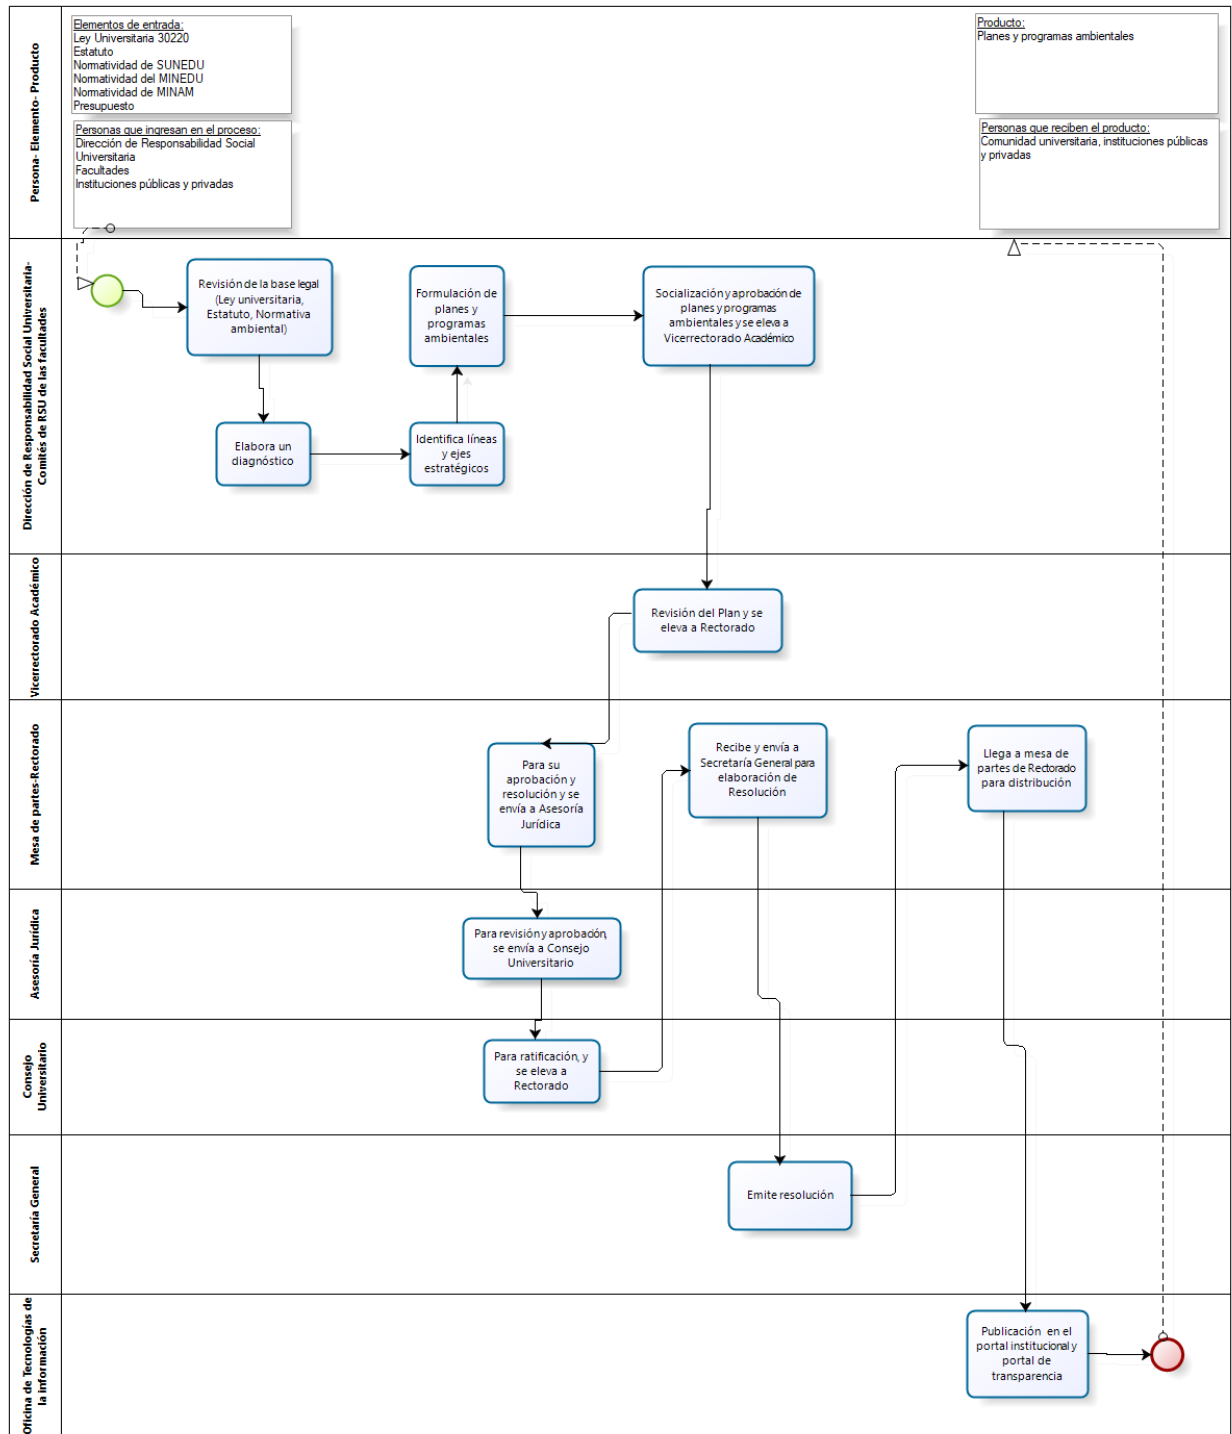 Persona- Elemento- Producto
Elementos de entrada:
Ley Universitaria 30220
Estatuto
Normatividad de SUNEDU
Normatividad del MINEDU
Normatividad de MINAM
Presupuesto
Personas que ingresan en el proceso:
Dirección de Responsabilidad Social
Universitaria
Facultades
Instituciones públicas y privadas
Producto:
Planes y programas ambientales
Personas que reciben el producto:
Comunidad universitaria, instituciones públicas
y privadas
Dirección de Responsabilidad Social Universitaria-
Comités de RSU de las facultades
Revisión de la base legal
(Ley universitaria,
Estatuto, Normativa
ambiental)
Elabora un
diagnóstico
Identifica líneas
y ejes
estratégicos
Formulación de
planes y
programas
ambientales
Socialización y aprobación de
planes y programas
ambientales y se eleva a
Vicerrectorado Académico
Vicerrectorado Académico
Revisión del Plan y se
eleva a Rectorado
Mesa de partes-Rectorado
Para su
aprobación y
resolución y se
envía a Asesoría
Jurídica
Recibe y envía a
Secretaría General para
elaboración de
Resolución
Llega a mesa de
partes de Rectorado
para distribución
Asesoría Jurídica
Para revisión y aprobación,
se envía a Consejo
Universitario
Consejo
Universitario
Para ratificación, y
se eleva a
Rectorado
Secretaría General
Emite resolución
Oficina de Tecnologías de
la información
Publicación en el
portal institucional y
portal de
transparencia